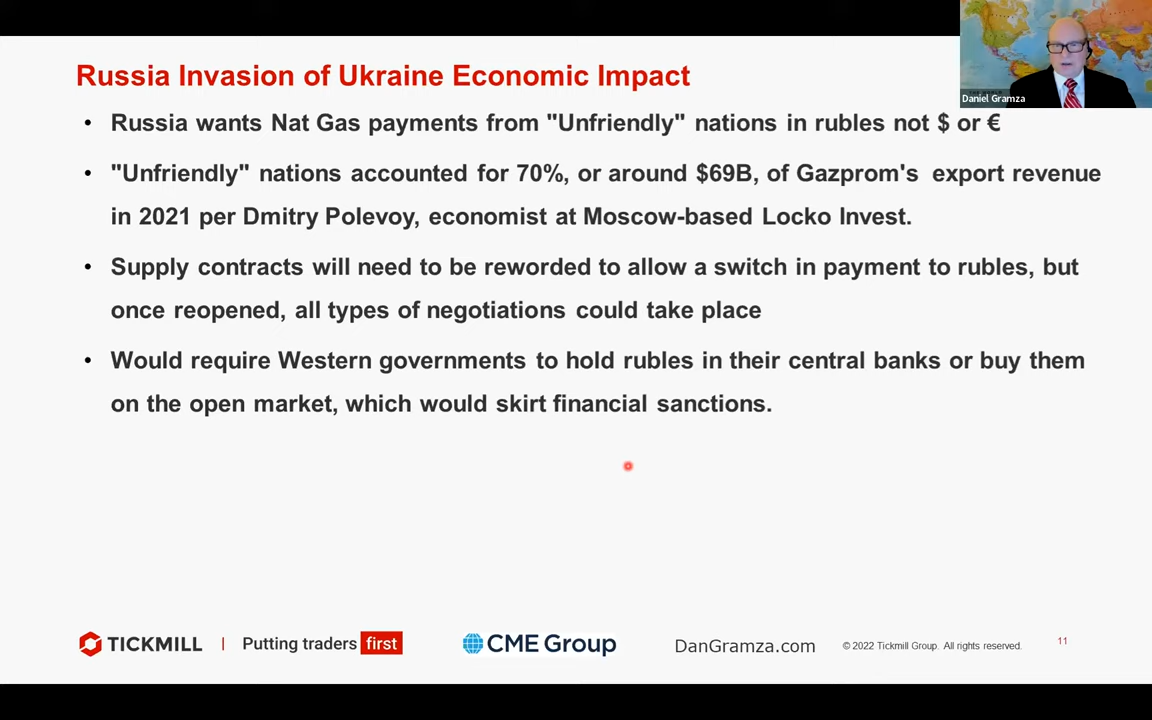 Russia Invasion of Ukraine Economic Impact
Daniel Gramza
• Russia wants Nat Gas payments from "Unfriendly" nations in rubles not $ or €
• "Unfriendly" nations accounted for 70%, or around $69B, of Gazprom's export revenue
in 2021 per Dmitry Polevoy, economist at Moscow-based Locko Invest.
• Supply contracts will need to be reworded to allow a switch in payment to rubles, but
once reopened, all types of negotiations could take place
• Would require Western governments to hold rubles in their central banks or buy them
on the open market, which would skirt financial sanctions.
TICKMILL | Putting traders first CME Group DanGramza.com © 2022 Tickmill Group. All rights reserved. 11